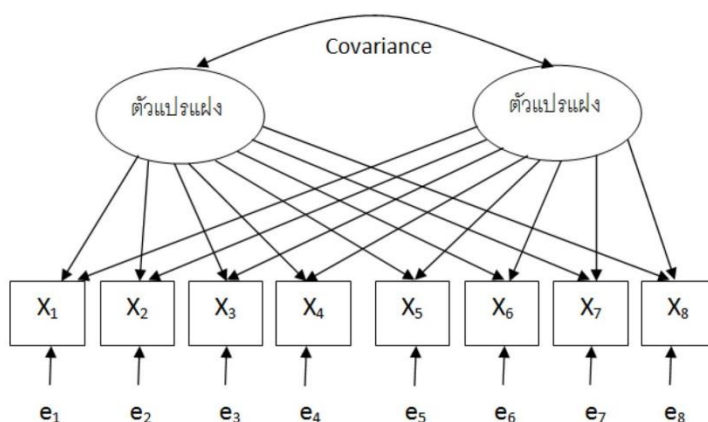 Covariance
ตัวแปรแฝง ตัวแปรแฝง
X₁ X₂ X₃ X₄ X₅ X₆ X₇ X₈
e₁ e₂ e₃ e₄ e₅ e₆ e₇ e₈